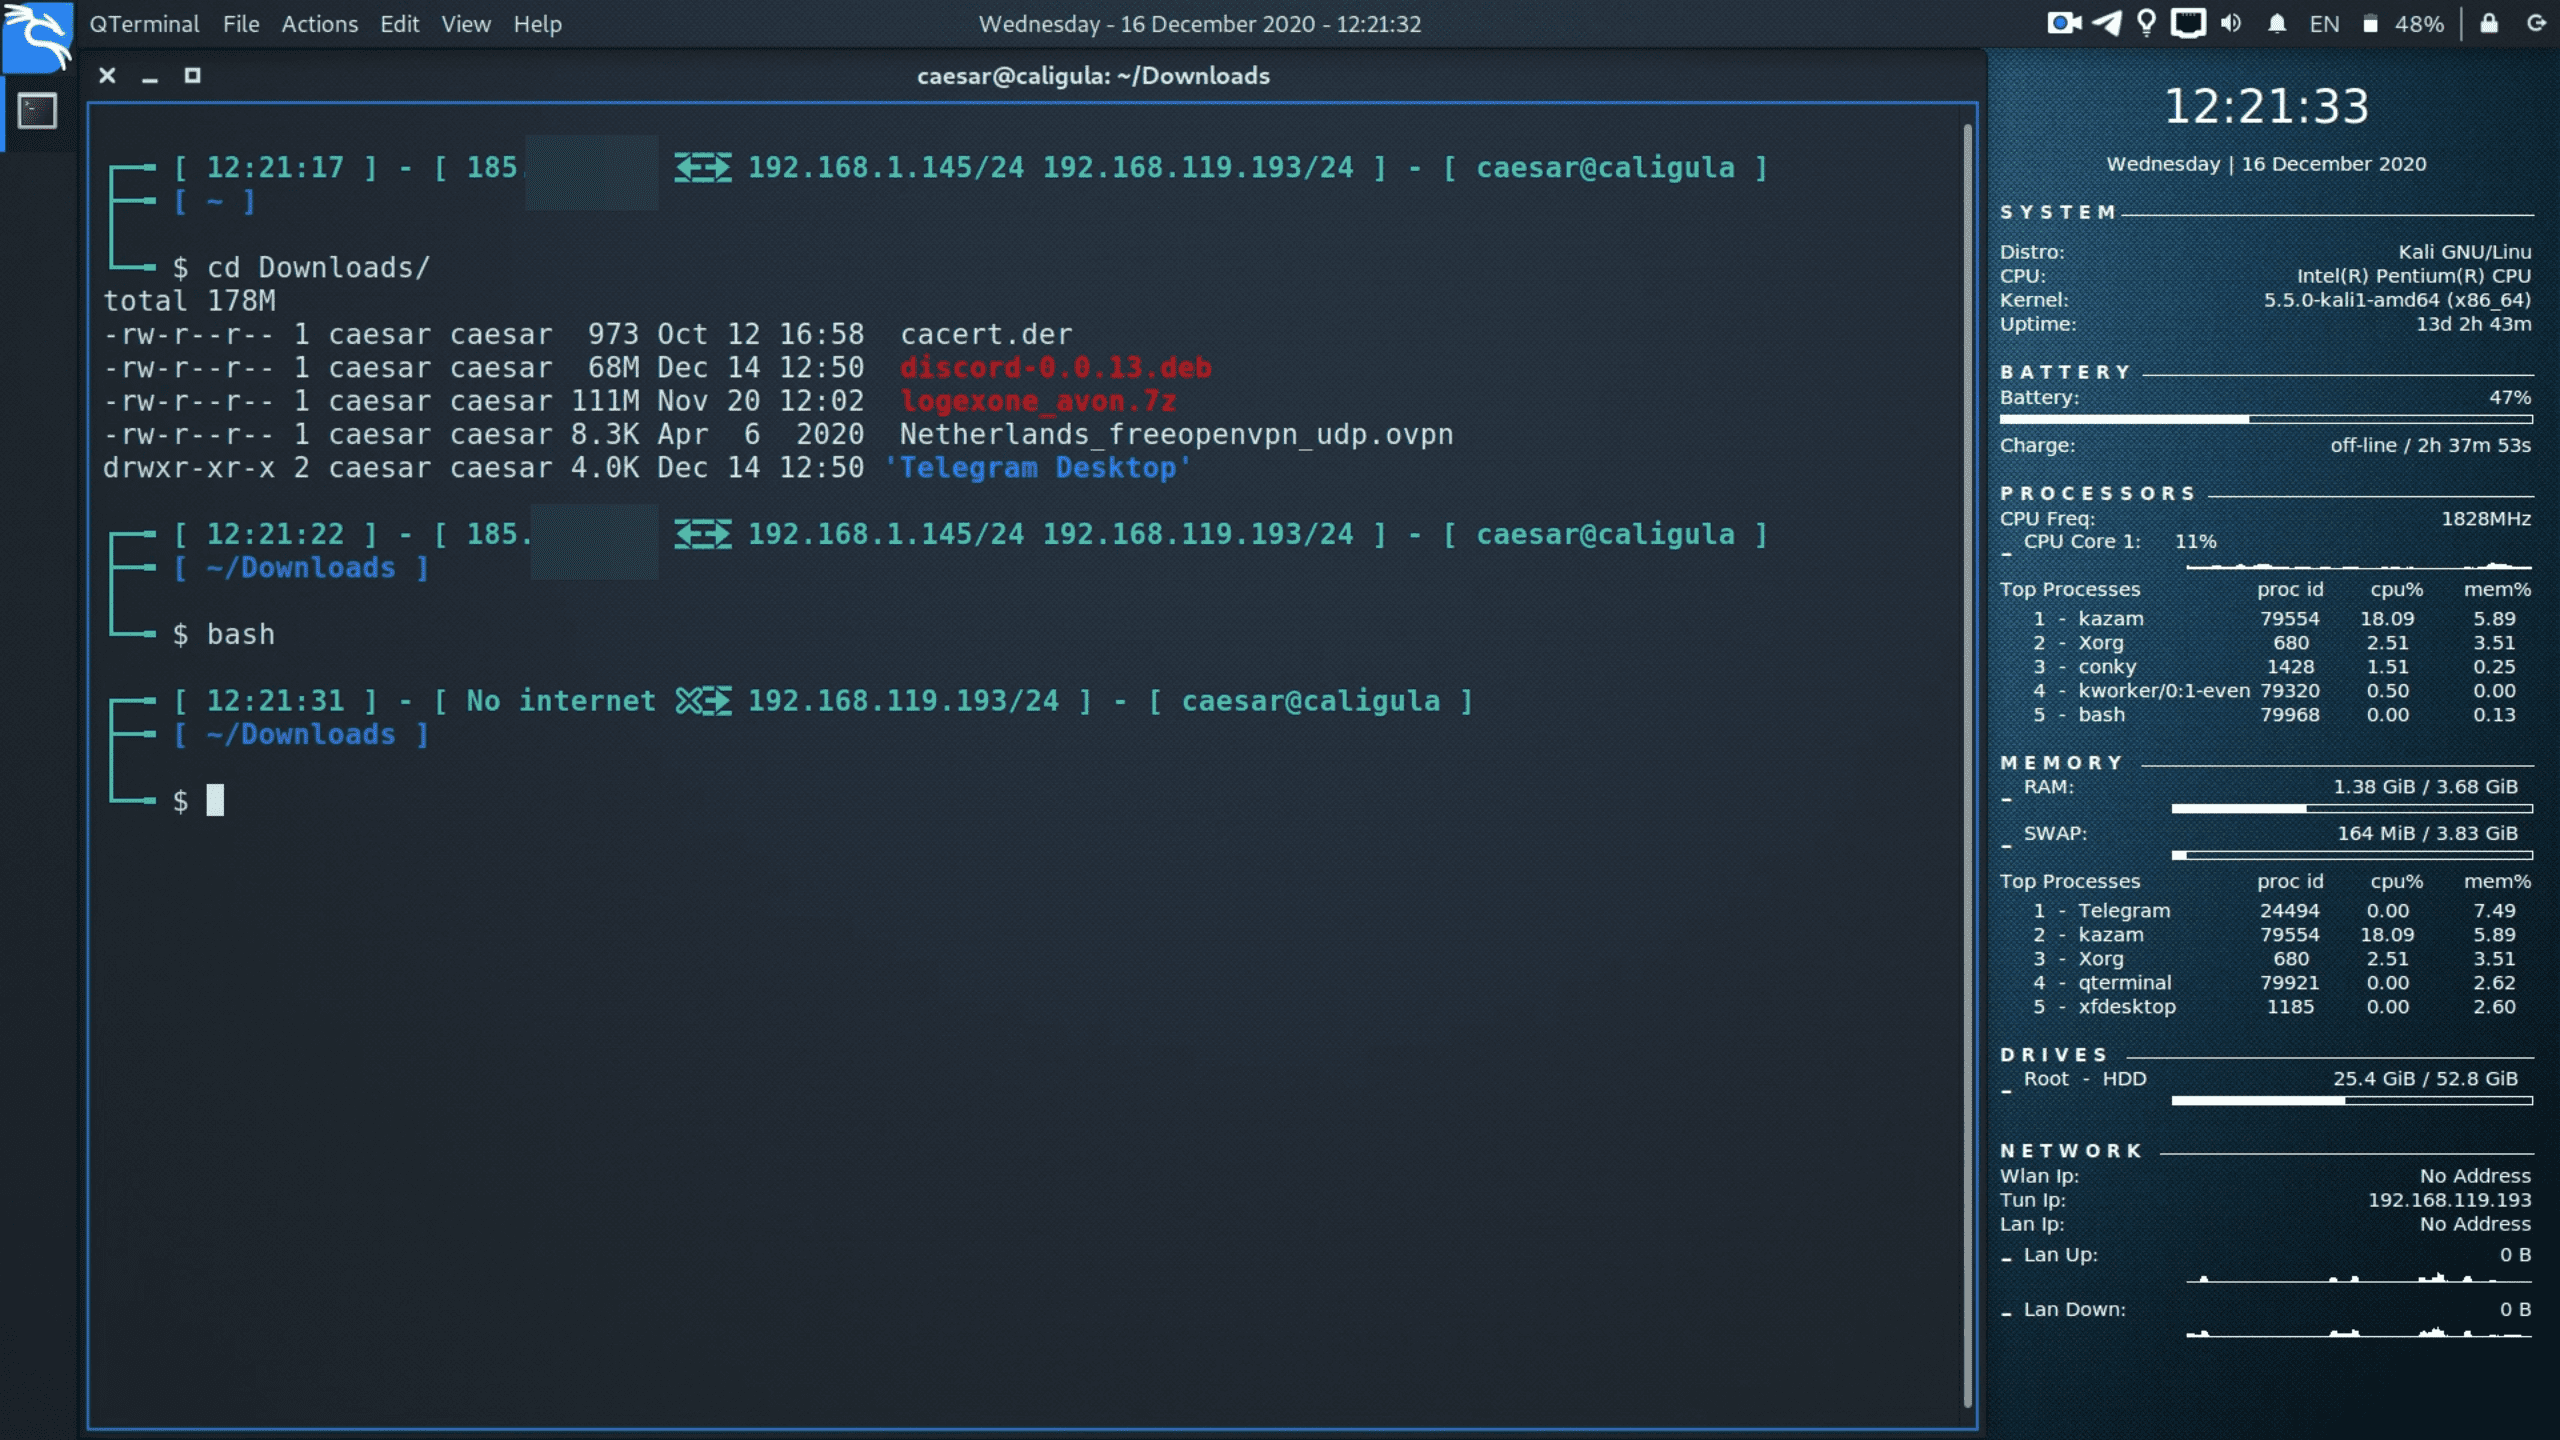 QTerminal File Actions Edit View Help
Wednesday - 16 December 2020 - 12:21:32
EN 48%
caesar@caligula: ~/Downloads
[ 12:21:17 ] - [ 185. 192.168.1.145/24 192.168.119.193/24 ] - [ caesar@caligula ]
[ ~ ]
$ cd Downloads/
total 178M
-rw-r--r-- 1 caesar caesar 973 Oct 12 16:58 cacert.der
-rw-r--r-- 1 caesar caesar 68M Dec 14 12:50 discord-0.0.13.deb
-rw-r--r-- 1 caesar caesar 111M Nov 20 12:02 logexone_avon.7z
-rw-r--r-- 1 caesar caesar 8.3K Apr 6 2020 Netherlands_freeopenvpn_udp.ovpn
drwxr-xr-x 2 caesar caesar 4.0K Dec 14 12:50 'Telegram Desktop'
[ 12:21:22 ] - [ 185. 192.168.1.145/24 192.168.119.193/24 ] - [ caesar@caligula ]
[ ~/Downloads ]
$ bash
[ 12:21:31 ] - [ No internet 192.168.119.193/24 ] - [ caesar@caligula ]
[ ~/Downloads ]
$
12:21:33
Wednesday | 16 December 2020
SYSTEM
Distro: Kali GNU/Linu
CPU: Intel(R) Pentium(R) CPU
Kernel: 5.5.0-kali1-amd64 (x86_64)
Uptime: 13d 2h 43m
BATTERY
Battery: 47%
Charge: off-line / 2h 37m 53s
PROCESSORS
CPU Freq: 1828MHz
CPU Core 1: 11%
Top Processes proc id cpu% mem%
1 - kazam 79554 18.09 5.89
2 - Xorg 680 2.51 3.51
3 - conky 1428 1.51 0.25
4 - kworker/0:1-even 79320 0.50 0.00
5 - bash 79968 0.00 0.13
MEMORY
RAM: 1.38 GiB / 3.68 GiB
SWAP: 164 MiB / 3.83 GiB
Top Processes proc id cpu% mem%
1 - Telegram 24494 0.00 7.49
2 - kazam 79554 18.09 5.89
3 - Xorg 680 2.51 3.51
4 - qterminal 79921 0.00 2.62
5 - xfdesktop 1185 0.00 2.60
DRIVES
Root - HDD 25.4 GiB / 52.8 GiB
NETWORK
Wlan Ip: No Address
Tun Ip: 192.168.119.193
Lan Ip: No Address
Lan Up: 0 B
Lan Down: 0 B